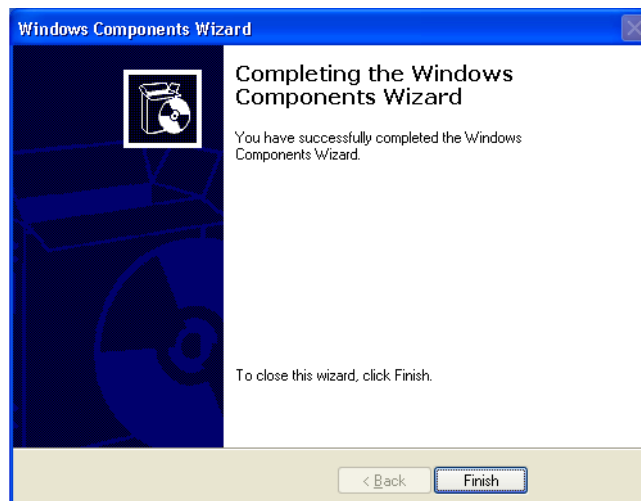 Windows Components Wizard
Completing the Windows
Components Wizard
You have successfully completed the Windows
Components Wizard.
To close this wizard, click Finish.
< Back
Finish